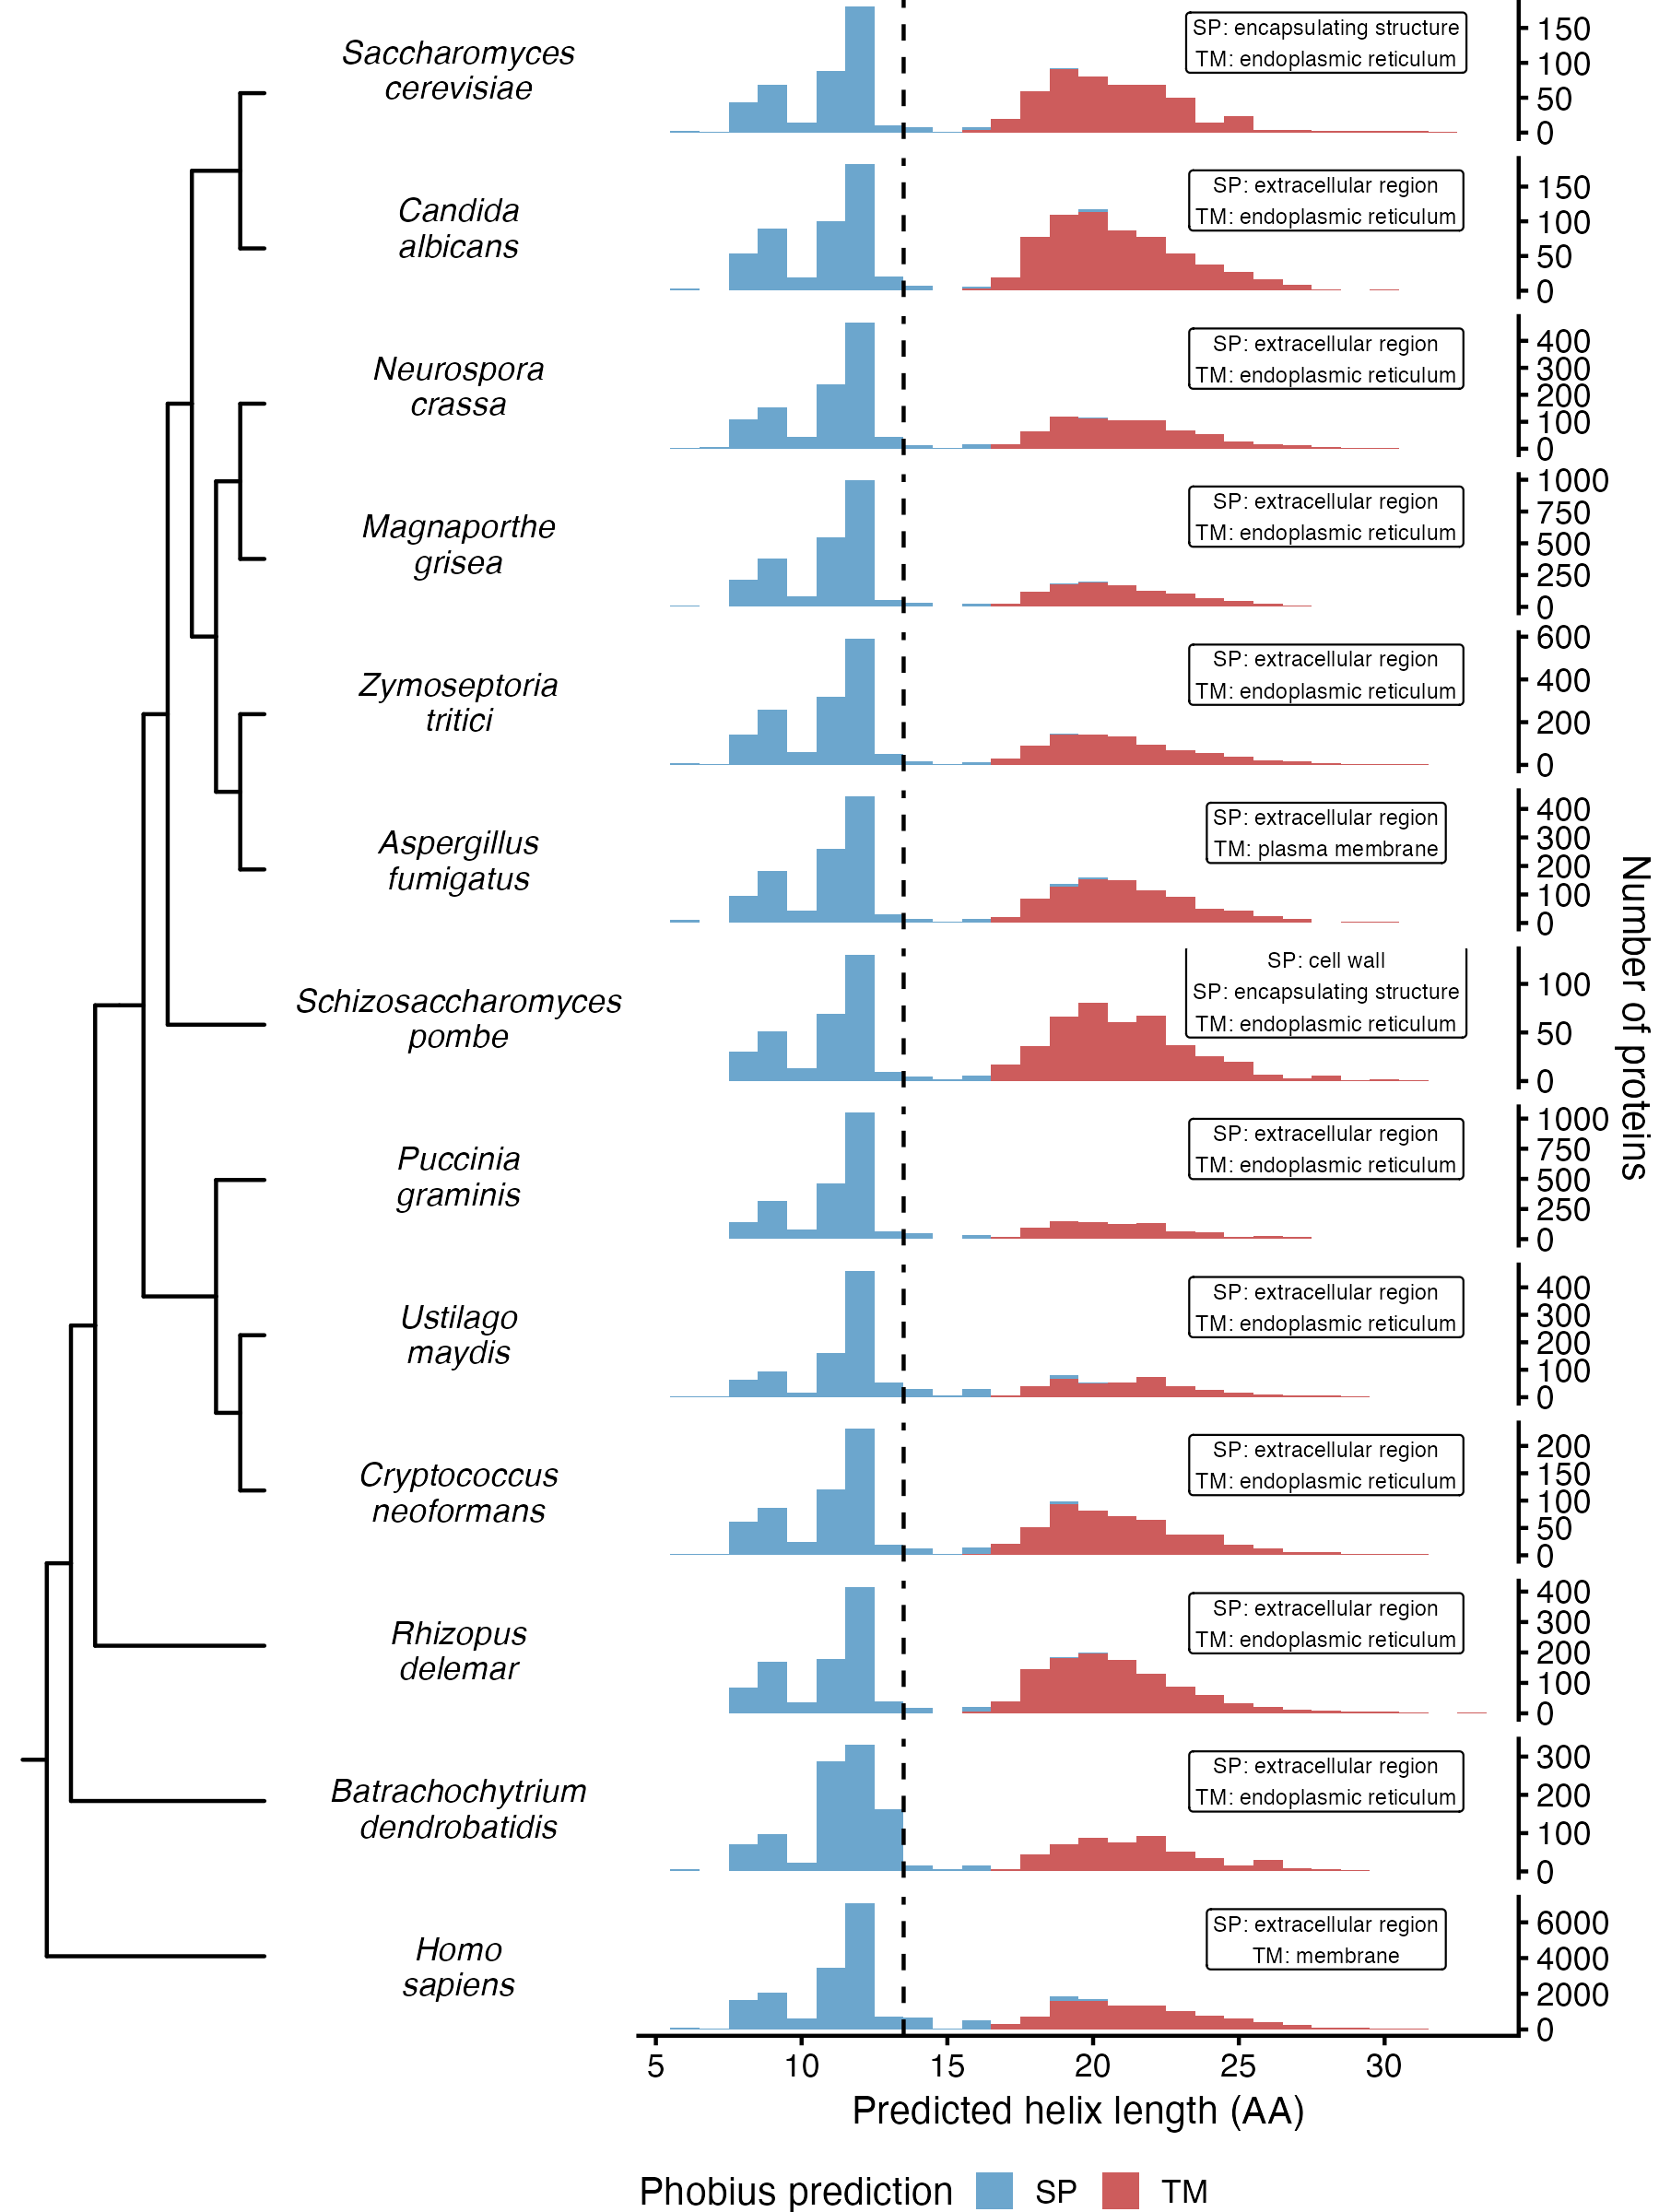 Saccharomyces
cerevisiae
SP: encapsulating structure
TM: endoplasmic reticulum
150
100
50
0
Candida
albicans
SP: extracellular region
TM: endoplasmic reticulum
150
100
50
0
Neurospora
crassa
SP: extracellular region
TM: endoplasmic reticulum
400
300
200
100
0
Magnaporthe
grisea
SP: extracellular region
TM: endoplasmic reticulum
1000
750
500
250
0
Zymoseptoria
tritici
SP: extracellular region
TM: endoplasmic reticulum
600
400
200
0
Aspergillus
fumigatus
SP: extracellular region
TM: plasma membrane
400
300
200
100
0
Schizosaccharomyces
pombe
SP: cell wall
SP: encapsulating structure
TM: endoplasmic reticulum
100
50
0
Puccinia
graminis
SP: extracellular region
TM: endoplasmic reticulum
1000
750
500
250
0
Ustilago
maydis
SP: extracellular region
TM: endoplasmic reticulum
400
300
200
100
0
Cryptococcus
neoformans
SP: extracellular region
TM: endoplasmic reticulum
200
150
100
50
0
Rhizopus
delemar
SP: extracellular region
TM: endoplasmic reticulum
400
300
200
100
0
Batrachochytrium
dendrobatidis
SP: extracellular region
TM: endoplasmic reticulum
300
200
100
0
Homo
sapiens
SP: extracellular region
TM: membrane
6000
4000
2000
0
Number of proteins
5 10 15 20 25 30
Predicted helix length (AA)
Phobius prediction SP TM